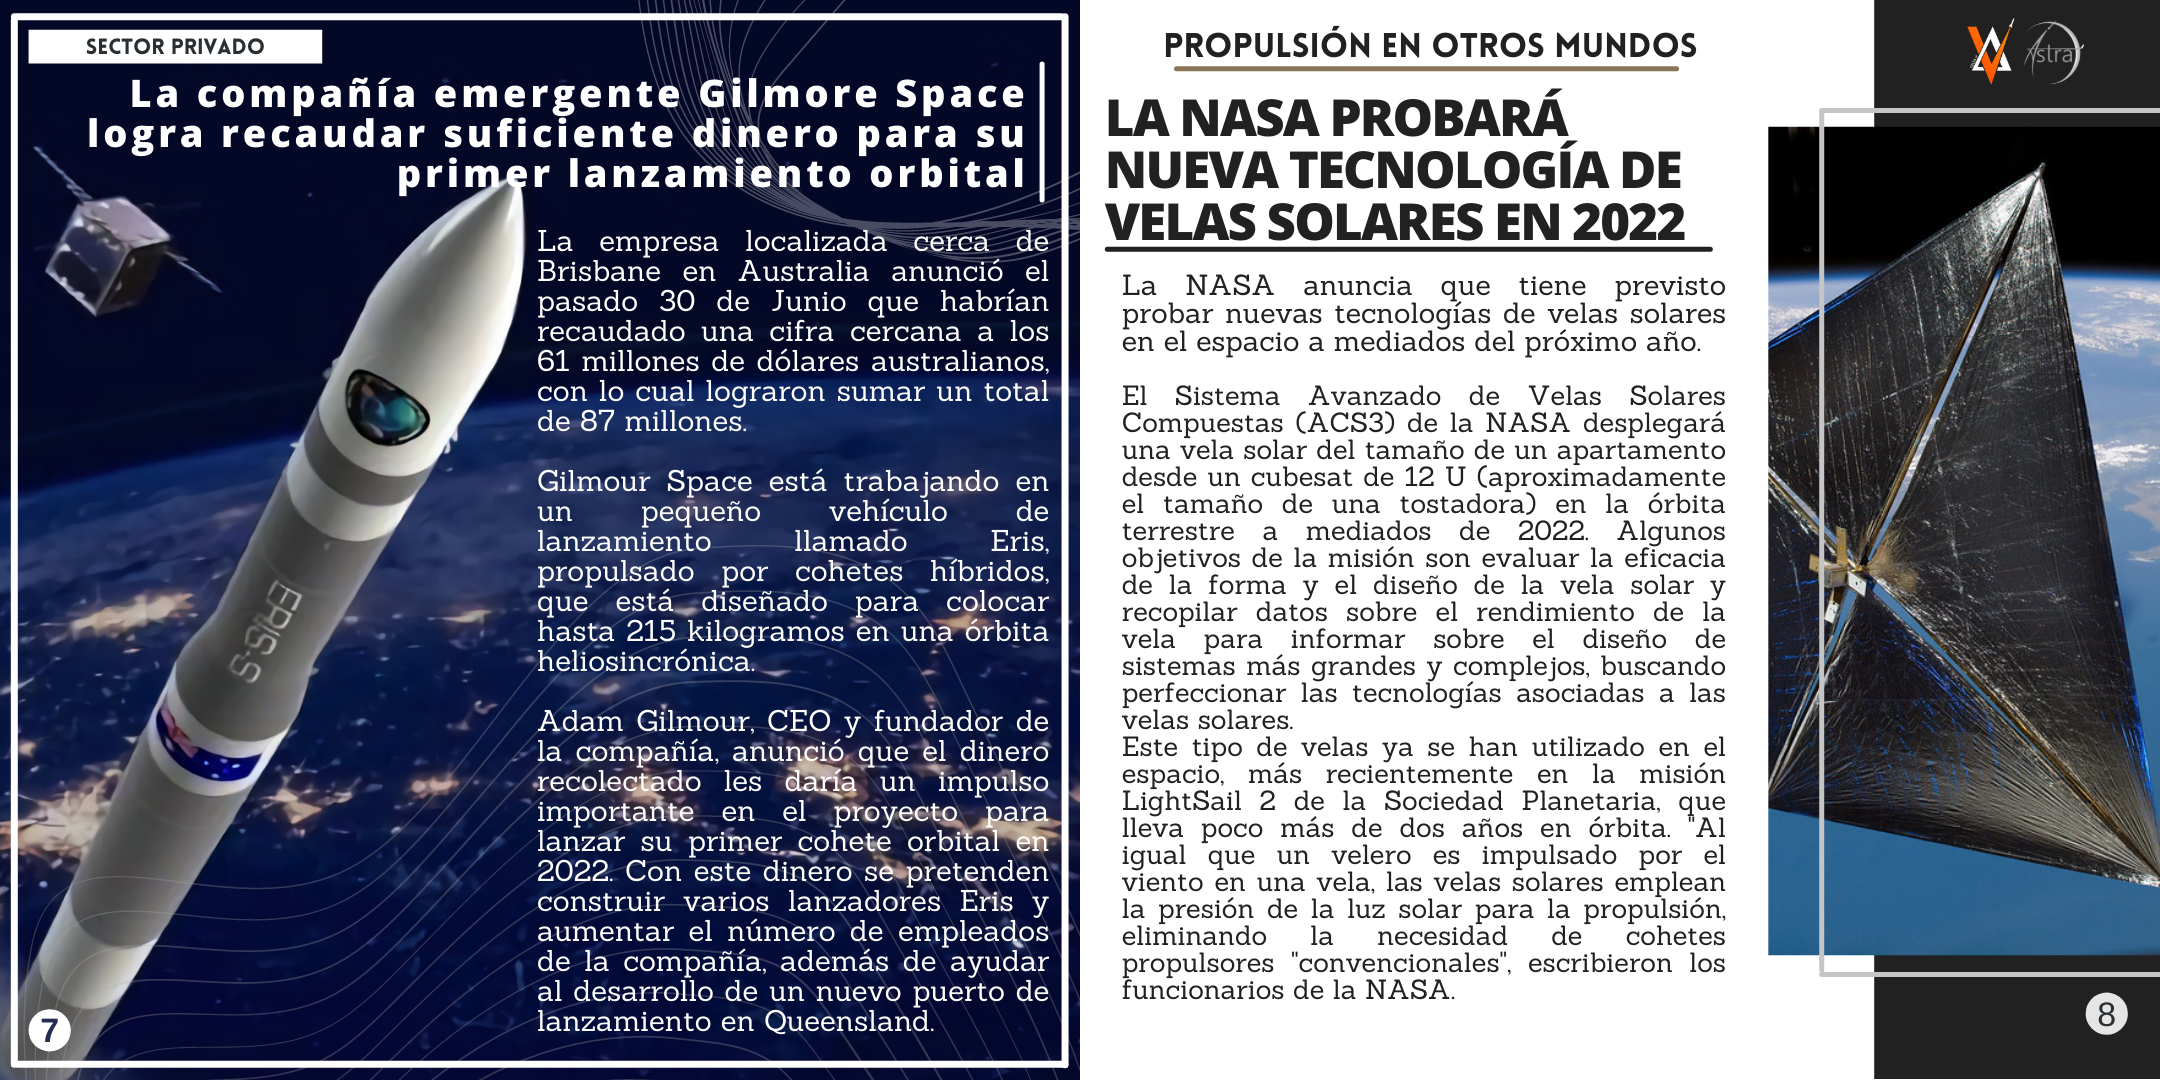 SECTOR PRIVADO
La compañía emergente Gilmore Space
logra recaudar suficiente dinero para su
primer lanzamiento orbital
La empresa localizada cerca de
Brisbane en Australia anunció el
pasado 30 de Junio que habrían
recaudado una cifra cercana a los
61 millones de dólares australianos,
con lo cual lograron sumar un total
de 87 millones.
Gilmour Space está trabajando en
un pequeño vehículo de
lanzamiento llamado Eris,
propulsado por cohetes híbridos,
que está diseñado para colocar
hasta 215 kilogramos en una órbita
heliosincrónica.
Adam Gilmour, CEO y fundador de
la compañía, anunció que el dinero
recolectado les daría un impulso
importante en el proyecto para
lanzar su primer cohete orbital en
2022. Con este dinero se pretenden
construir varios lanzadores Eris y
aumentar el número de empleados
de la compañía, además de ayudar
al desarrollo de un nuevo puerto de
lanzamiento en Queensland.
ERIS-S
7
PROPULSIÓN EN OTROS MUNDOS
LA NASA PROBARÁ
NUEVA TECNOLOGÍA DE
VELAS SOLARES EN 2022
La NASA anuncia que tiene previsto
probar nuevas tecnologías de velas solares
en el espacio a mediados del próximo año.
El Sistema Avanzado de Velas Solares
Compuestas (ACS3) de la NASA desplegará
una vela solar del tamaño de un apartamento
desde un cubesat de 12 U (aproximadamente
el tamaño de una tostadora) en la órbita
terrestre a mediados de 2022. Algunos
objetivos de la misión son evaluar la eficacia
de la forma y el diseño de la vela solar y
recopilar datos sobre el rendimiento de la
vela para informar sobre el diseño de
sistemas más grandes y complejos, buscando
perfeccionar las tecnologías asociadas a las
velas solares.
Este tipo de velas ya se han utilizado en el
espacio, más recientemente en la misión
LightSail 2 de la Sociedad Planetaria, que
lleva poco más de dos años en órbita. "Al
igual que un velero es impulsado por el
viento en una vela, las velas solares emplean
la presión de la luz solar para la propulsión,
eliminando la necesidad de cohetes
propulsores "convencionales", escribieron los
funcionarios de la NASA.
Astra
8